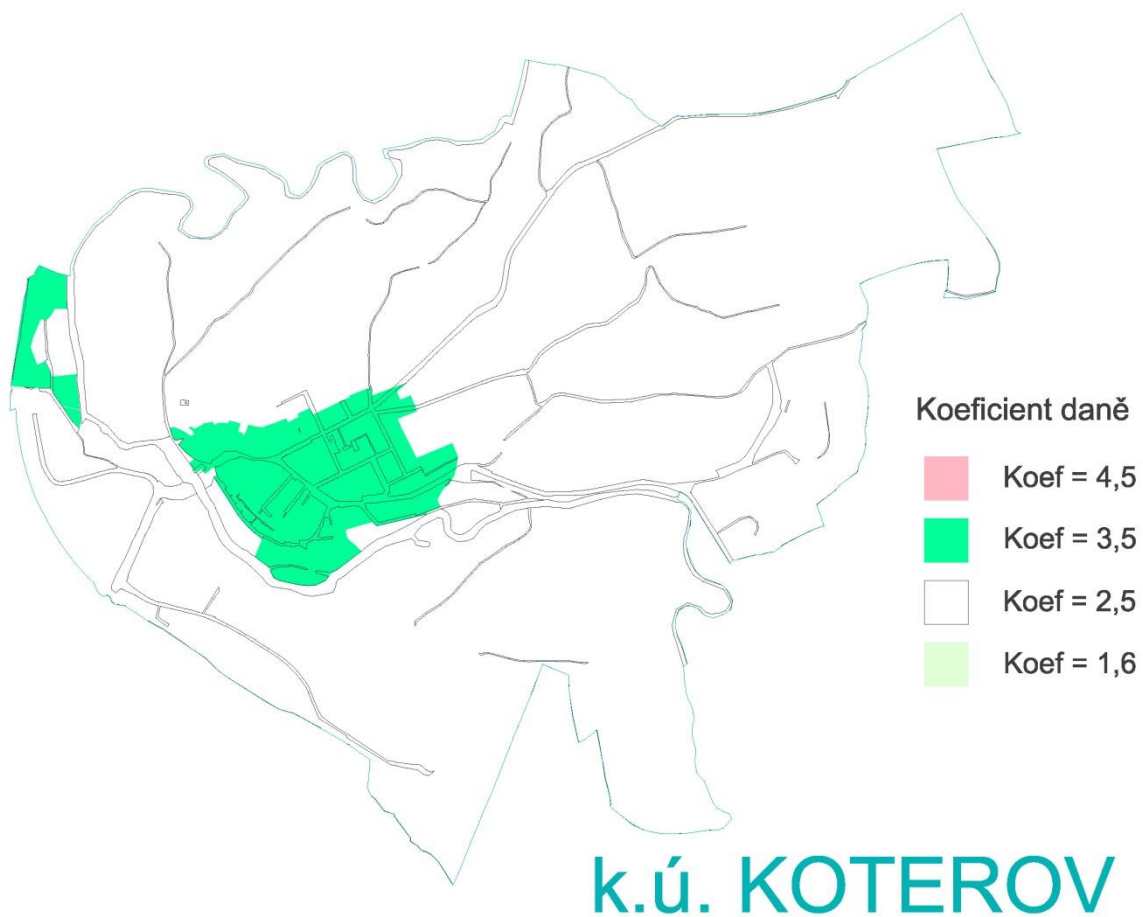 Koeficient daně
Koef = 4,5
Koef = 3,5
Koef = 2,5
Koef = 1,6
k.ú. KOTEROV